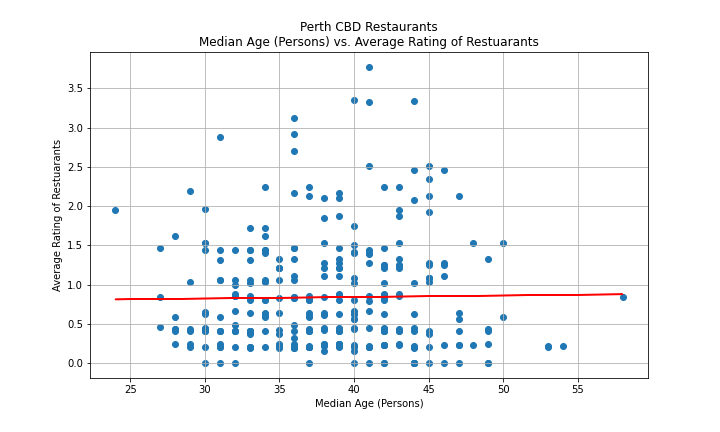 Perth CBD Restaurants
Median Age (Persons) vs. Average Rating of Restuarants
Average Rating of Restuarants
3.5
3.0
2.5
2.0
1.5
1.0
0.5
0.0
25 30 35 40 45 50 55
Median Age (Persons)